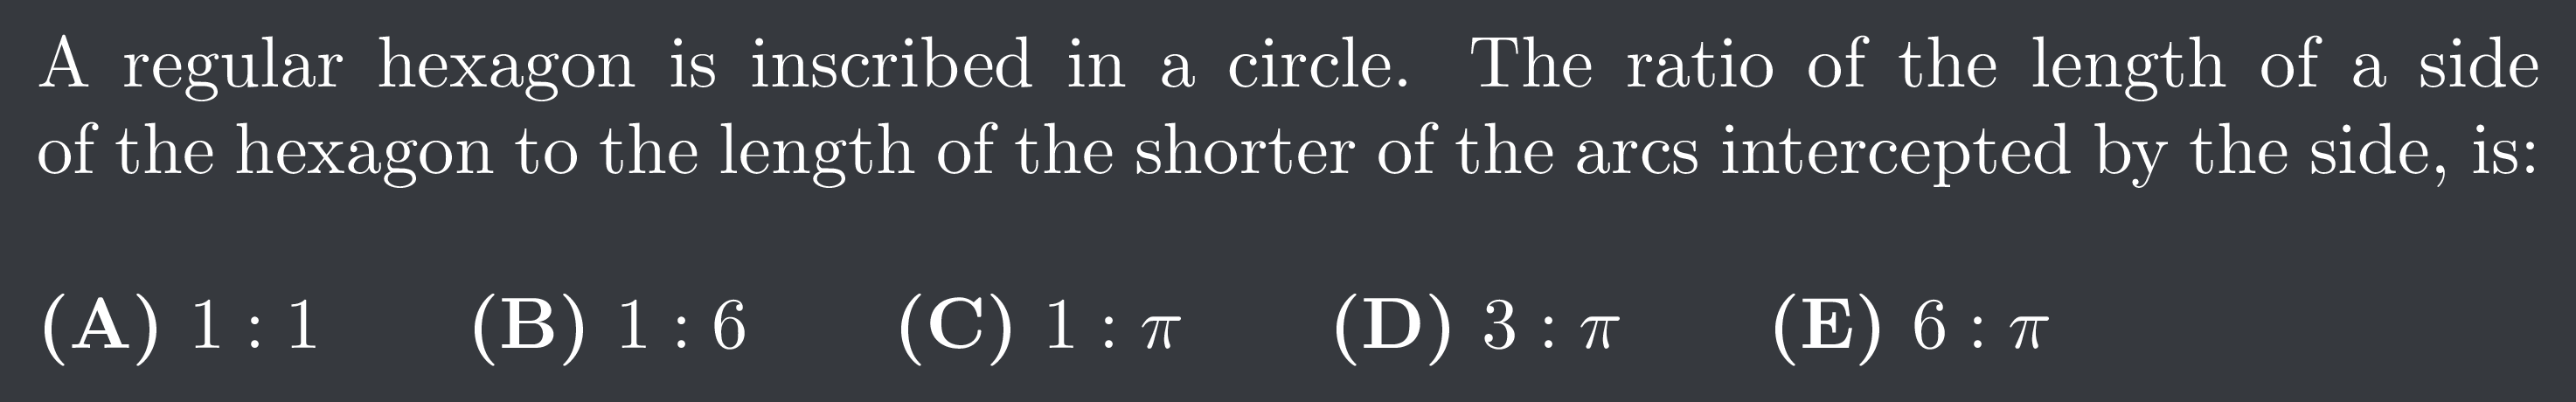 A regular hexagon is inscribed in a circle. The ratio of the length of a side
of the hexagon to the length of the shorter of the arcs intercepted by the side, is:
(A) 1 : 1 (B) 1 : 6 (C) 1 : π (D) 3 : π (E) 6 : π